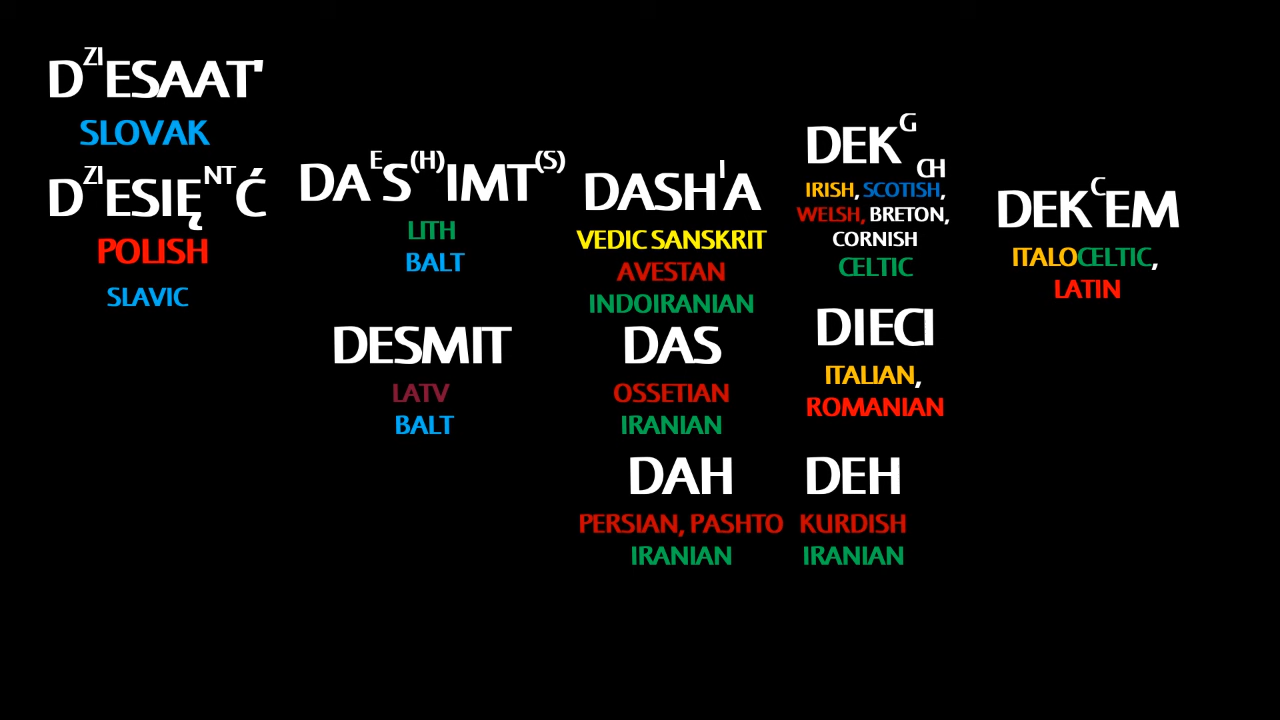 DZIESAAT'
SLOVAK
DZIESIĘNTĆ
POLISH
SLAVIC
DAES(H)IMT(S)
LITH
BALT
DESMIT
LATV
BALT
DASH'A
VEDIC SANSKRIT
AVESTAN
INDOIRANIAN
DAS
OSSETIAN
IRANIAN
DAH
PERSIAN, PASHTO
IRANIAN
DEKGCH
IRISH, SCOTISH,
WELSH, BRETON,
CORNISH
CELTIC
DIECI
ITALIAN,
ROMANIAN
DEH
KURDISH
IRANIAN
DEKCEM
ITALOCELTIC,
LATIN